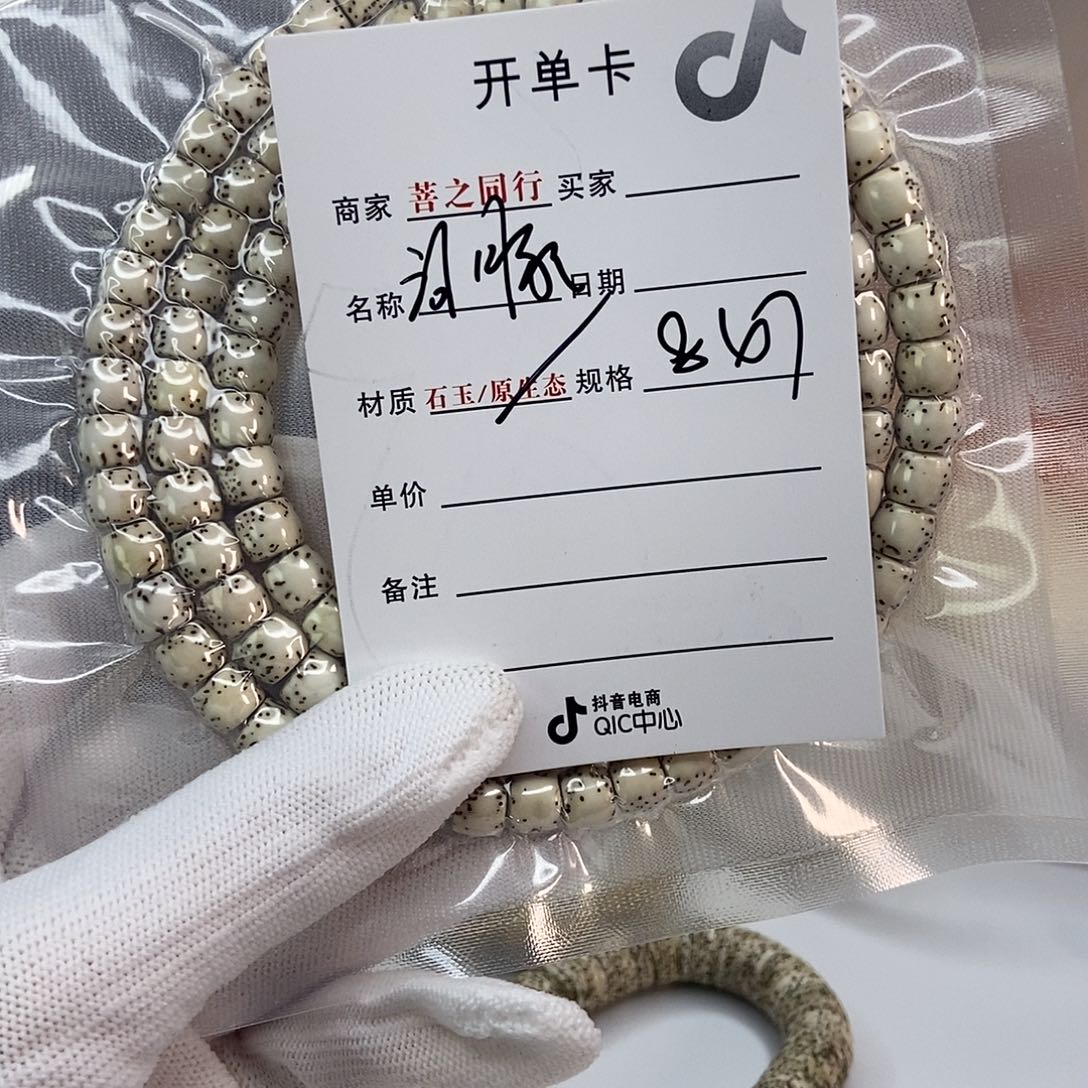 开单卡
商家 菩之同行 买家
名称 日期
材质 石玉/原生态 规格
单价
备注
抖音电商
QIC中心